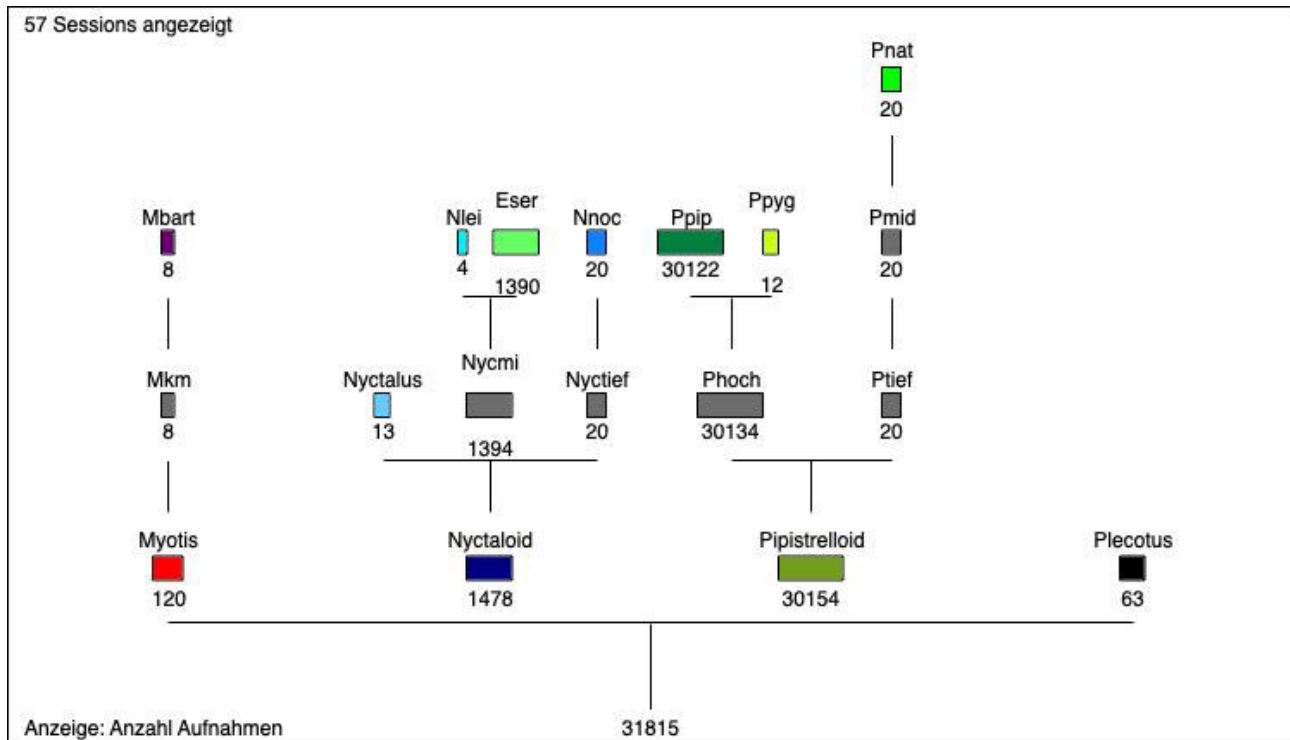 57 Sessions angezeigt
Pnat
20
Mbart
8
Nlei
4
Eser
1390
Nnoc
20
Ppip
30122
Ppyg
12
Pmid
20
Mkm
8
Nyctalus
13
Nycmi
1394
Nyctief
20
Phoch
30134
Ptief
20
Myotis
120
Nyctaloid
1478
Pipistrelloid
30154
Plecotus
63
Anzeige: Anzahl Aufnahmen
31815